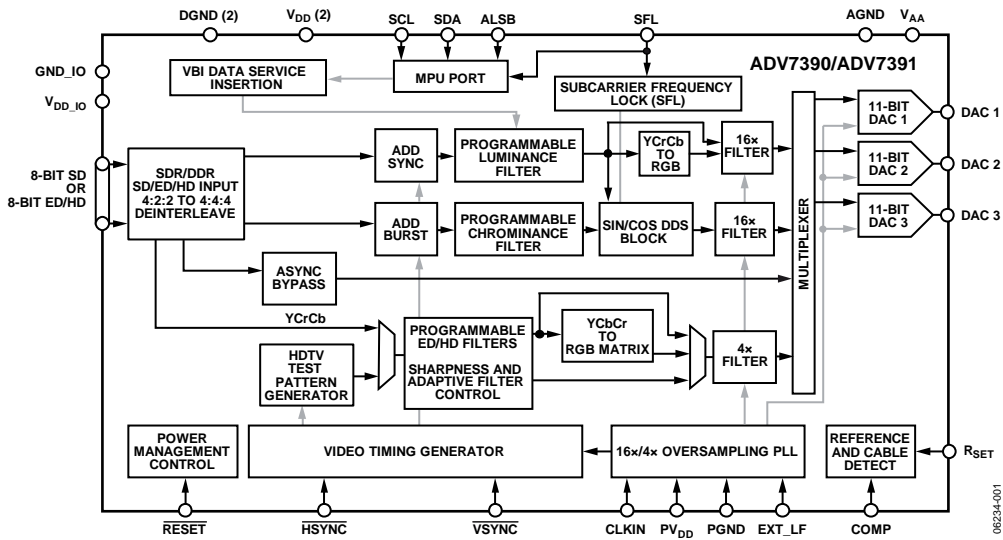 DGND (2)
VDD (2)
SCL
SDA
ALSB
SFL
AGND
VAA
GND_IO
VDD_IO
8-BIT SD
OR
8-BIT ED/HD
ADV7390/ADV7391
VBI DATA SERVICE
INSERTION
MPU PORT
SUBCARRIER FREQUENCY
LOCK (SFL)
SDR/DDR
SD/ED/HD INPUT
4:2:2 TO 4:4:4
DEINTERLEAVE
ADD
SYNC
PROGRAMMABLE
LUMINANCE
FILTER
YCrCb
TO
RGB
16×
FILTER
ADD
BURST
PROGRAMMABLE
CHROMINANCE
FILTER
SIN/COS DDS
BLOCK
16×
FILTER
MULTIPLEXER
11-BIT
DAC 1
DAC 1
11-BIT
DAC 2
DAC 2
11-BIT
DAC 3
DAC 3
ASYNC
BYPASS
YCrCb
HDTV
TEST
PATTERN
GENERATOR
PROGRAMMABLE
ED/HD FILTERS
SHARPNESS AND
ADAPTIVE FILTER
CONTROL
YCbCr
TO
RGB MATRIX
4×
FILTER
POWER
MANAGEMENT
CONTROL
VIDEO TIMING GENERATOR
16×/4× OVERSAMPLING PLL
REFERENCE
AND CABLE
DETECT
RSET
RESET
HSYNC
VSYNC
CLKIN
PVDD
PGND
EXT_LF
COMP
06234-001